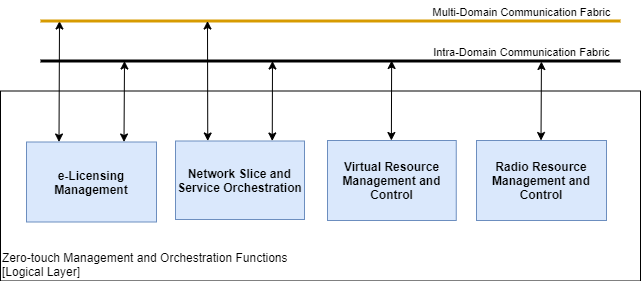 Multi-Domain Communication Fabric
Intra-Domain Communication Fabric
e-Licensing
Management
Network Slice and
Service Orchestration
Virtual Resource
Management and
Control
Radio Resource
Management and
Control
Zero-touch Management and Orchestration Functions
[Logical Layer]